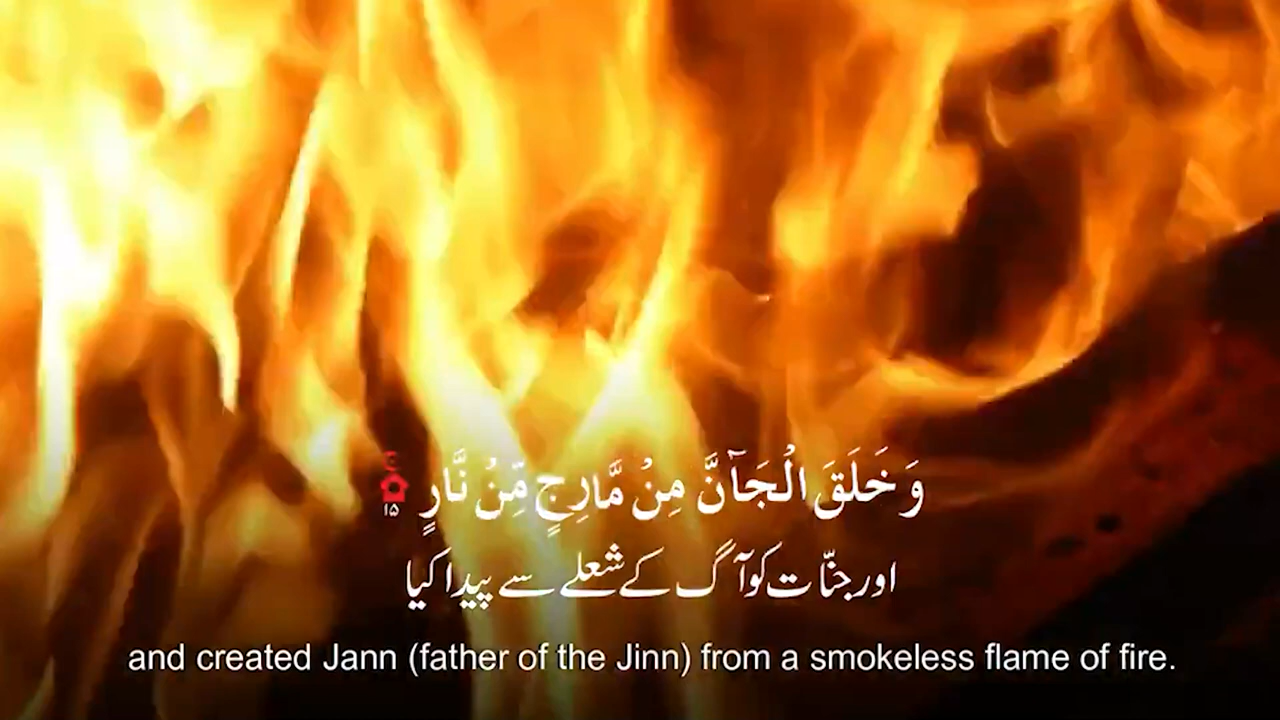 وَخَلَقَ الْجَآنَّ مِنْ مَّارِجٍ مِّنْ نَّارٍ ۱۵
اور جنّات کو آگ کے شعلے سے پیدا کیا
and created Jann (father of the Jinn) from a smokeless flame of fire.